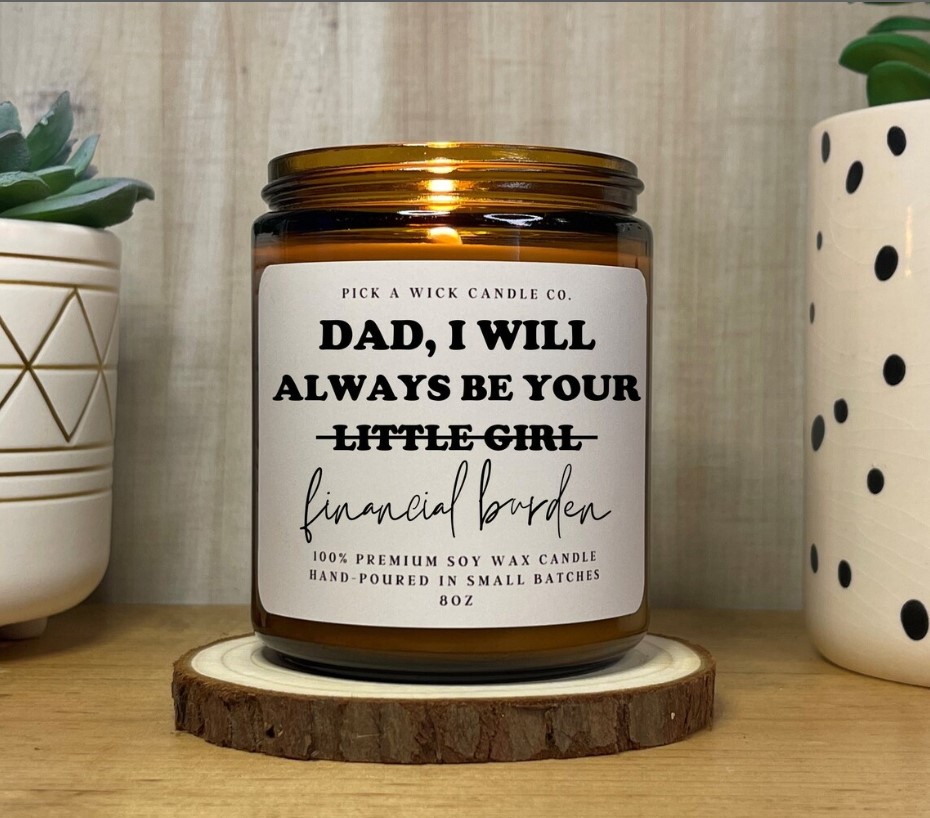 PICK A WICK CANDLE CO.
DAD, I WILL
ALWAYS BE YOUR
LITTLE GIRL
financial burden
100% PREMIUM SOY WAX CANDLE
HAND-POURED IN SMALL BATCHES
8OZ